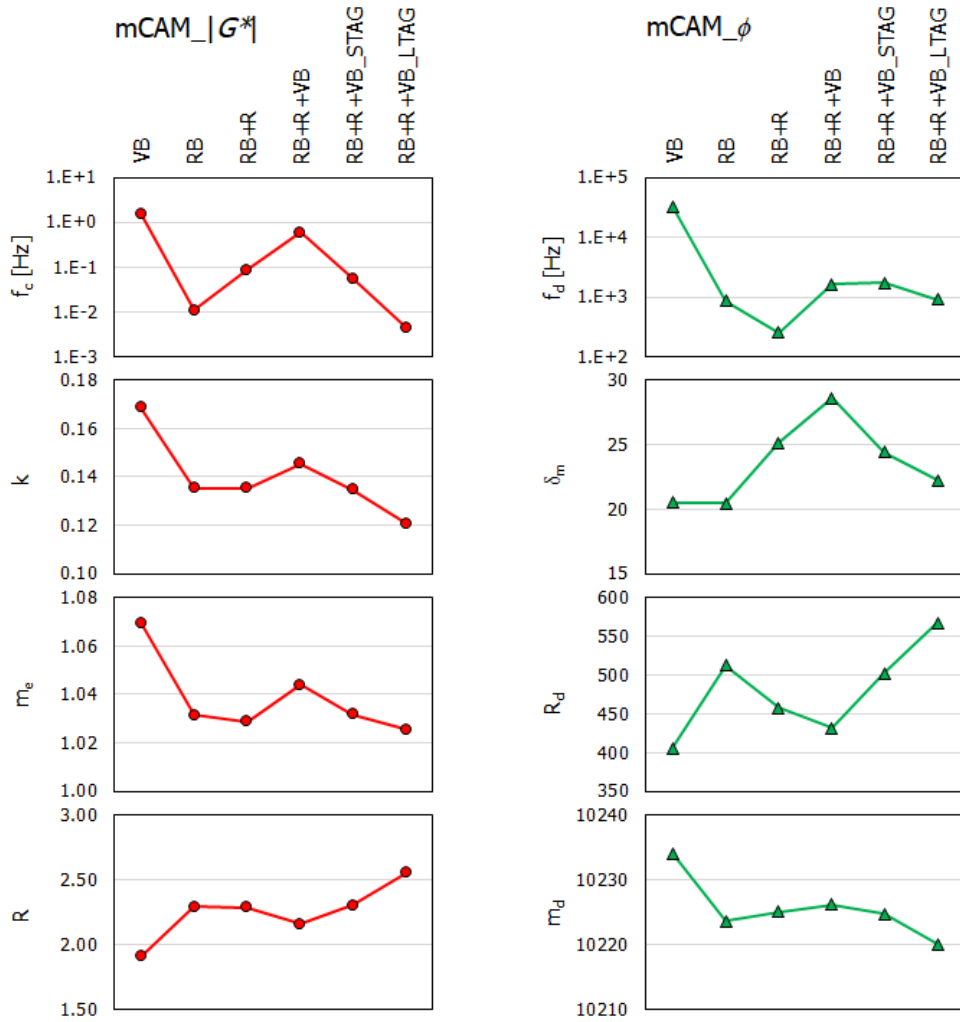 mCAM_|G*|
VB
RB
RB+R
RB+R +VB
RB+R +VB_STAG
RB+R +VB_LTAG
f_c [Hz]
1.E+1
1.E+0
1.E-1
1.E-2
1.E-3
k
0.18
0.16
0.14
0.12
0.10
m_e
1.08
1.06
1.04
1.02
1.00
R
3.00
2.50
2.00
1.50
mCAM_ϕ
VB
RB
RB+R
RB+R +VB
RB+R +VB_STAG
RB+R +VB_LTAG
f_d [Hz]
1.E+5
1.E+4
1.E+3
1.E+2
δ_m
30
25
20
15
R_d
600
550
500
450
400
350
m_d
10240
10230
10220
10210